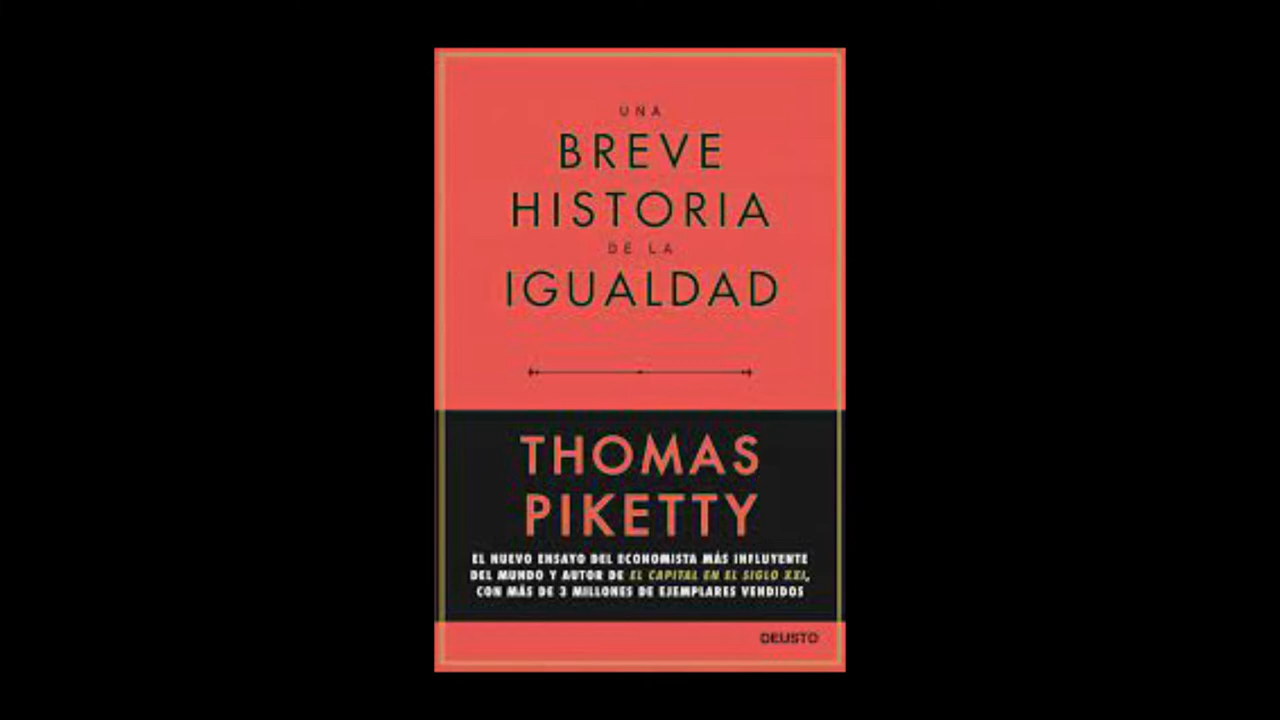 UNA
BREVE
HISTORIA
DE LA
IGUALDAD
THOMAS
PIKETTY
EL NUEVO ENSAYO DEL ECONOMISTA MÁS INFLUYENTE
DEL MUNDO Y AUTOR DE EL CAPITAL EN EL SIGLO XXI,
CON MÁS DE 3 MILLONES DE EJEMPLARES VENDIDOS
DEUSTO